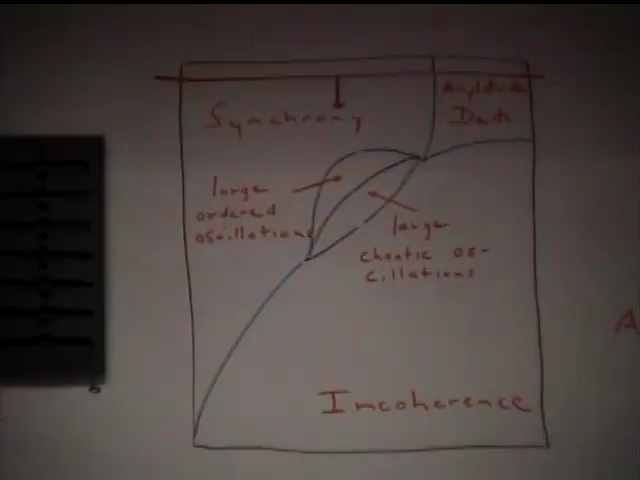 Synchrony
Amplitude
Death
large
ordered
oscillations
large
chaotic os-
cillations
A
Incoherence